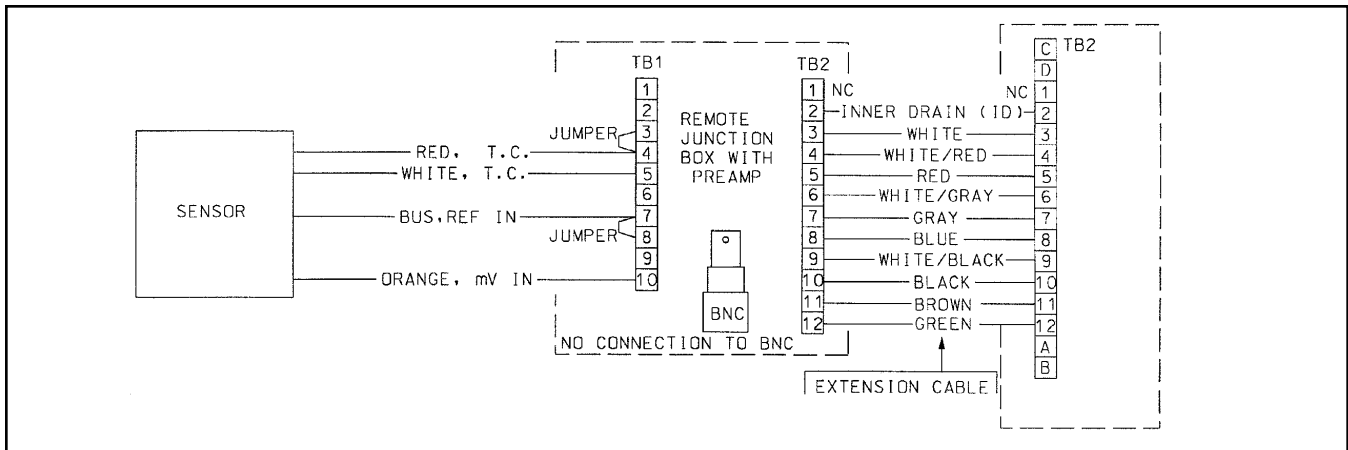 SENSOR
RED, T.C.
WHITE, T.C.
BUS,REF IN
ORANGE, mV IN
JUMPER
JUMPER
TB1
1
2
3
4
5
6
7
8
9
10
REMOTE
JUNCTION
BOX WITH
PREAMP
BNC
NO CONNECTION TO BNC
TB2
1 NC
2
3
4
5
6
7
8
9
10
11
12
INNER DRAIN (ID)
WHITE
WHITE/RED
RED
WHITE/GRAY
GRAY
BLUE
WHITE/BLACK
BLACK
BROWN
GREEN
EXTENSION CABLE
TB2
C
D
NC 1
2
3
4
5
6
7
8
9
10
11
12
A
B